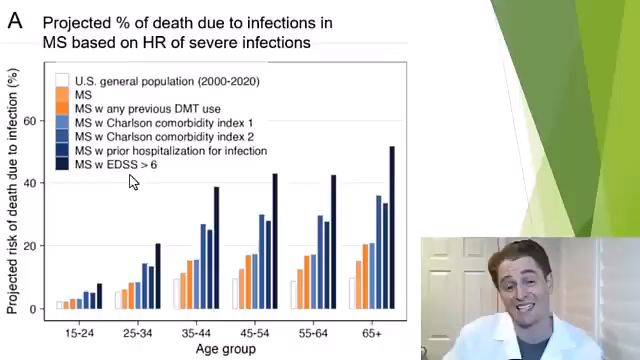 A
Projected % of death due to infections in
MS based on HR of severe infections
Projected risk of death due to infection (%)
U.S. general population (2000-2020)
MS
MS w any previous DMT use
MS w Charlson comorbidity index 1
MS w Charlson comorbidity index 2
MS w prior hospitalization for infection
MS w EDSS > 6
60
40
20
0
15-24 25-34 35-44 45-54 55-64 65+
Age group